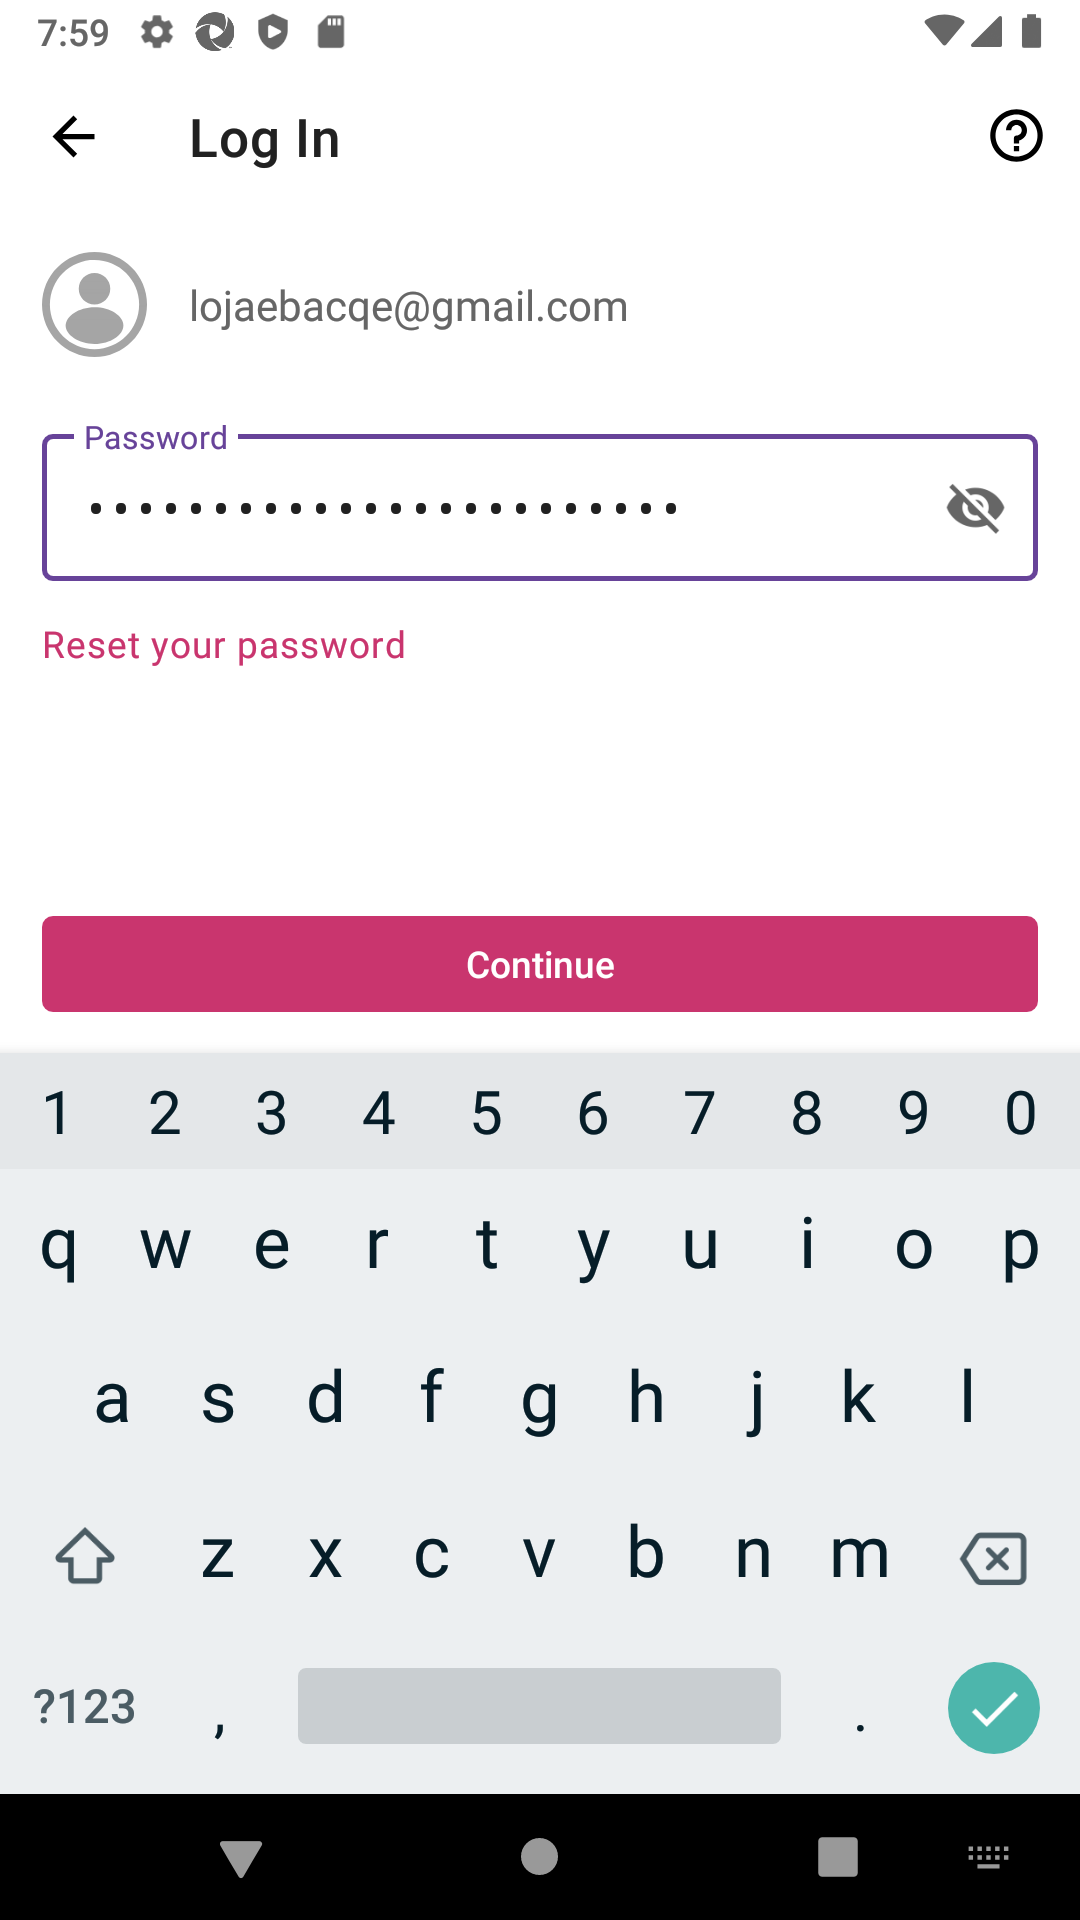 7:59
Log In
lojaebacqe@gmail.com
Password
••••••••••••••••••••••••
Reset your password
Continue
1 2 3 4 5 6 7 8 9 0
q w e r t y u i o p
a s d f g h j k l
z x c v b n m
?123 , .